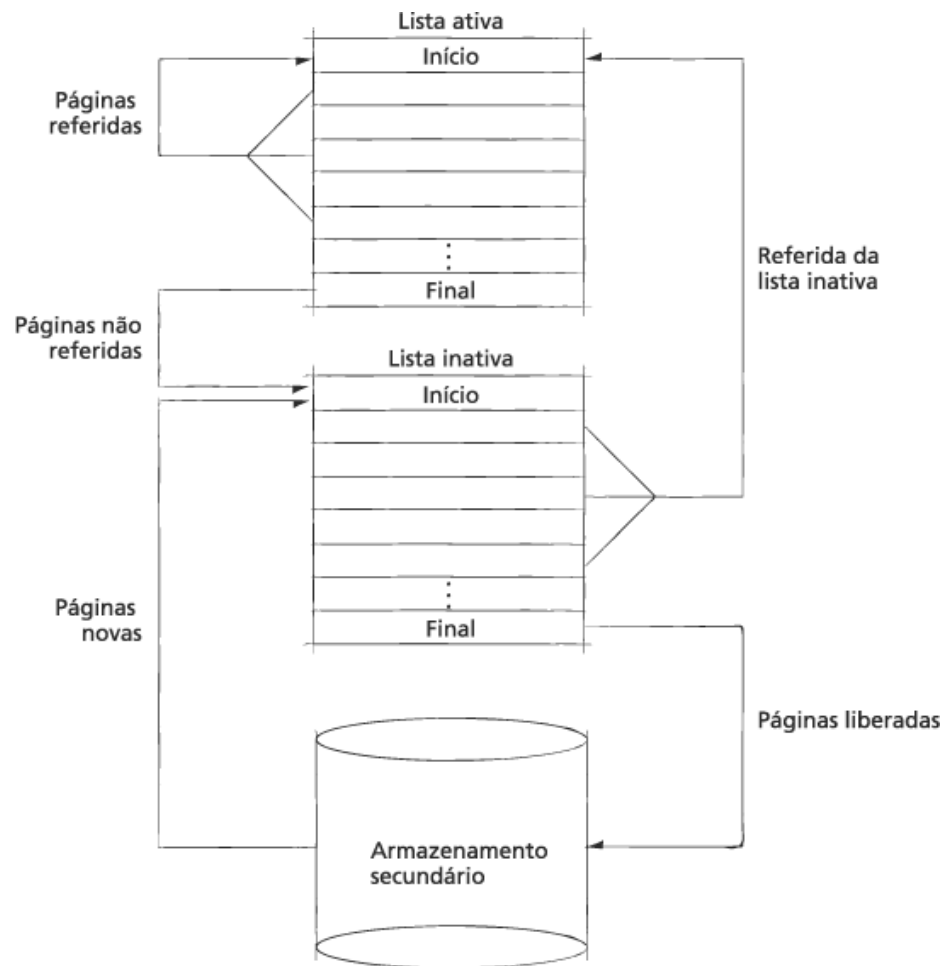 Lista ativa
Início
Páginas
referidas
⋮
Final
Referida da
lista inativa
Páginas não
referidas
Lista inativa
Início
⋮
Final
Páginas
novas
Páginas liberadas
Armazenamento
secundário